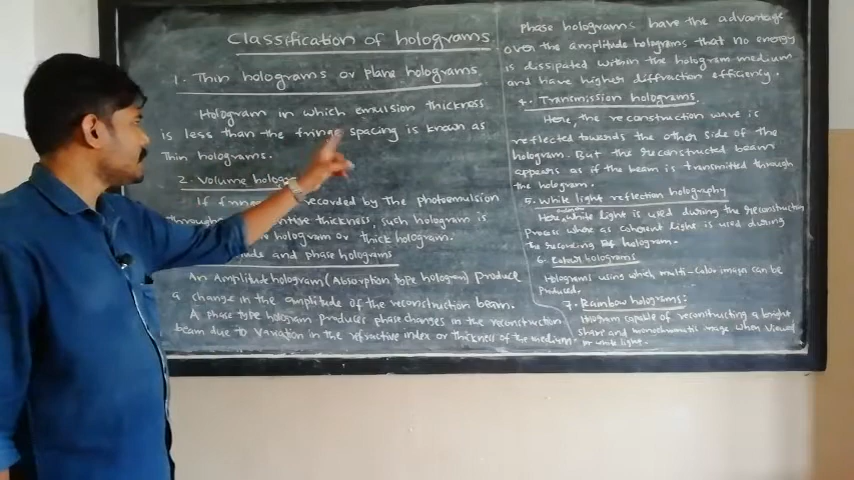 Classification of holograms
1. Thin holograms or plane holograms.
Hologram in which emulsion thickness
is less than the fringe spacing is known as
Thin holograms.
2. Volume holog
If fringe recorded by The photoemulsion
throughout entise thickness, such hologram is
hologram or thick hologram.
and phase holograms
An Amplitude hologram (Absorption type hologram) produce
a change in the amplitude of the reconstruction beam.
A phase type hologram produces phase changes in the reconstruction
beam due to variation in the refractive index or Thickness of the medium.
Phase holograms have the advantage
over the amplitude holograms that no energy
is dissipated within the hologram medium
and have higher diffraction efficiency.
4. Transmission holograms.
Here, the reconstruction wave is
reflected towards the other side of the
hologram. But the reconstructed beam
appears as if the beam is transmitted through
the hologram.
5. White light reflection holography
Here, white light is used during the reconstruction
process where as coherent light is used during
the recording of hologram.
6. Colour holograms
Holograms using which multi-color image can be
Produced.
7. Rainbow holograms:
Hologram capable of reconstructing a bright
sharp and monochromatic image when viewed
in white light.